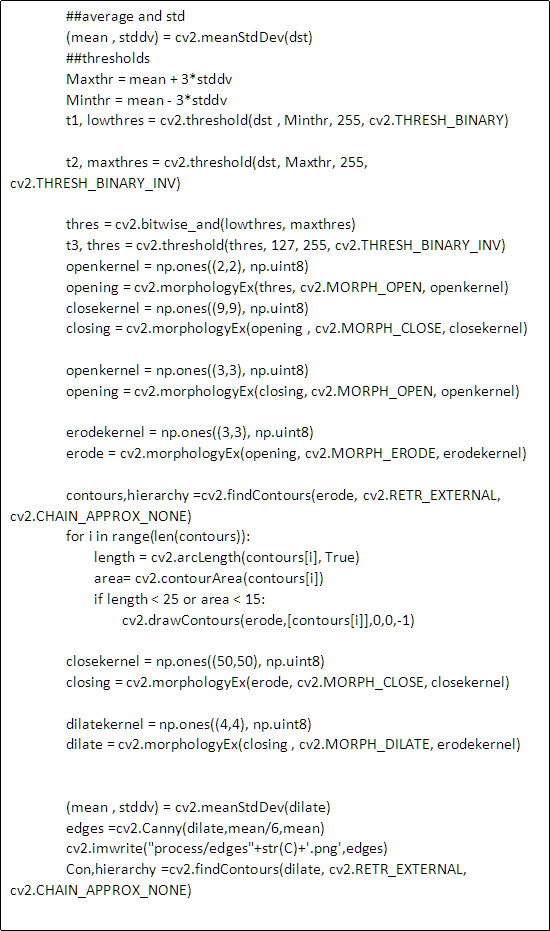 ##average and std
(mean , stddv) = cv2.meanStdDev(dst)
##thresholds
Maxthr = mean + 3*stddv
Minthr = mean - 3*stddv
t1, lowthres = cv2.threshold(dst , Minthr, 255, cv2.THRESH_BINARY)
t2, maxthres = cv2.threshold(dst, Maxthr, 255,
cv2.THRESH_BINARY_INV)
thres = cv2.bitwise_and(lowthres, maxthres)
t3, thres = cv2.threshold(thres, 127, 255, cv2.THRESH_BINARY_INV)
openkernel = np.ones((2,2), np.uint8)
opening = cv2.morphologyEx(thres, cv2.MORPH_OPEN, openkernel)
closekernel = np.ones((9,9), np.uint8)
closing = cv2.morphologyEx(opening , cv2.MORPH_CLOSE, closekernel)
openkernel = np.ones((3,3), np.uint8)
opening = cv2.morphologyEx(closing, cv2.MORPH_OPEN, openkernel)
erodekernel = np.ones((3,3), np.uint8)
erode = cv2.morphologyEx(opening, cv2.MORPH_ERODE, erodekernel)
contours,hierarchy =cv2.findContours(erode, cv2.RETR_EXTERNAL,
cv2.CHAIN_APPROX_NONE)
for i in range(len(contours)):
length = cv2.arcLength(contours[i], True)
area= cv2.contourArea(contours[i])
if length < 25 or area < 15:
cv2.drawContours(erode,[contours[i]],0,0,-1)
closekernel = np.ones((50,50), np.uint8)
closing = cv2.morphologyEx(erode, cv2.MORPH_CLOSE, closekernel)
dilatekernel = np.ones((4,4), np.uint8)
dilate = cv2.morphologyEx(closing , cv2.MORPH_DILATE, erodekernel)
(mean , stddv) = cv2.meanStdDev(dilate)
edges =cv2.Canny(dilate,mean/6,mean)
cv2.imwrite("process/edges"+str(C)+'.png',edges)
Con,hierarchy =cv2.findContours(dilate, cv2.RETR_EXTERNAL,
cv2.CHAIN_APPROX_NONE)